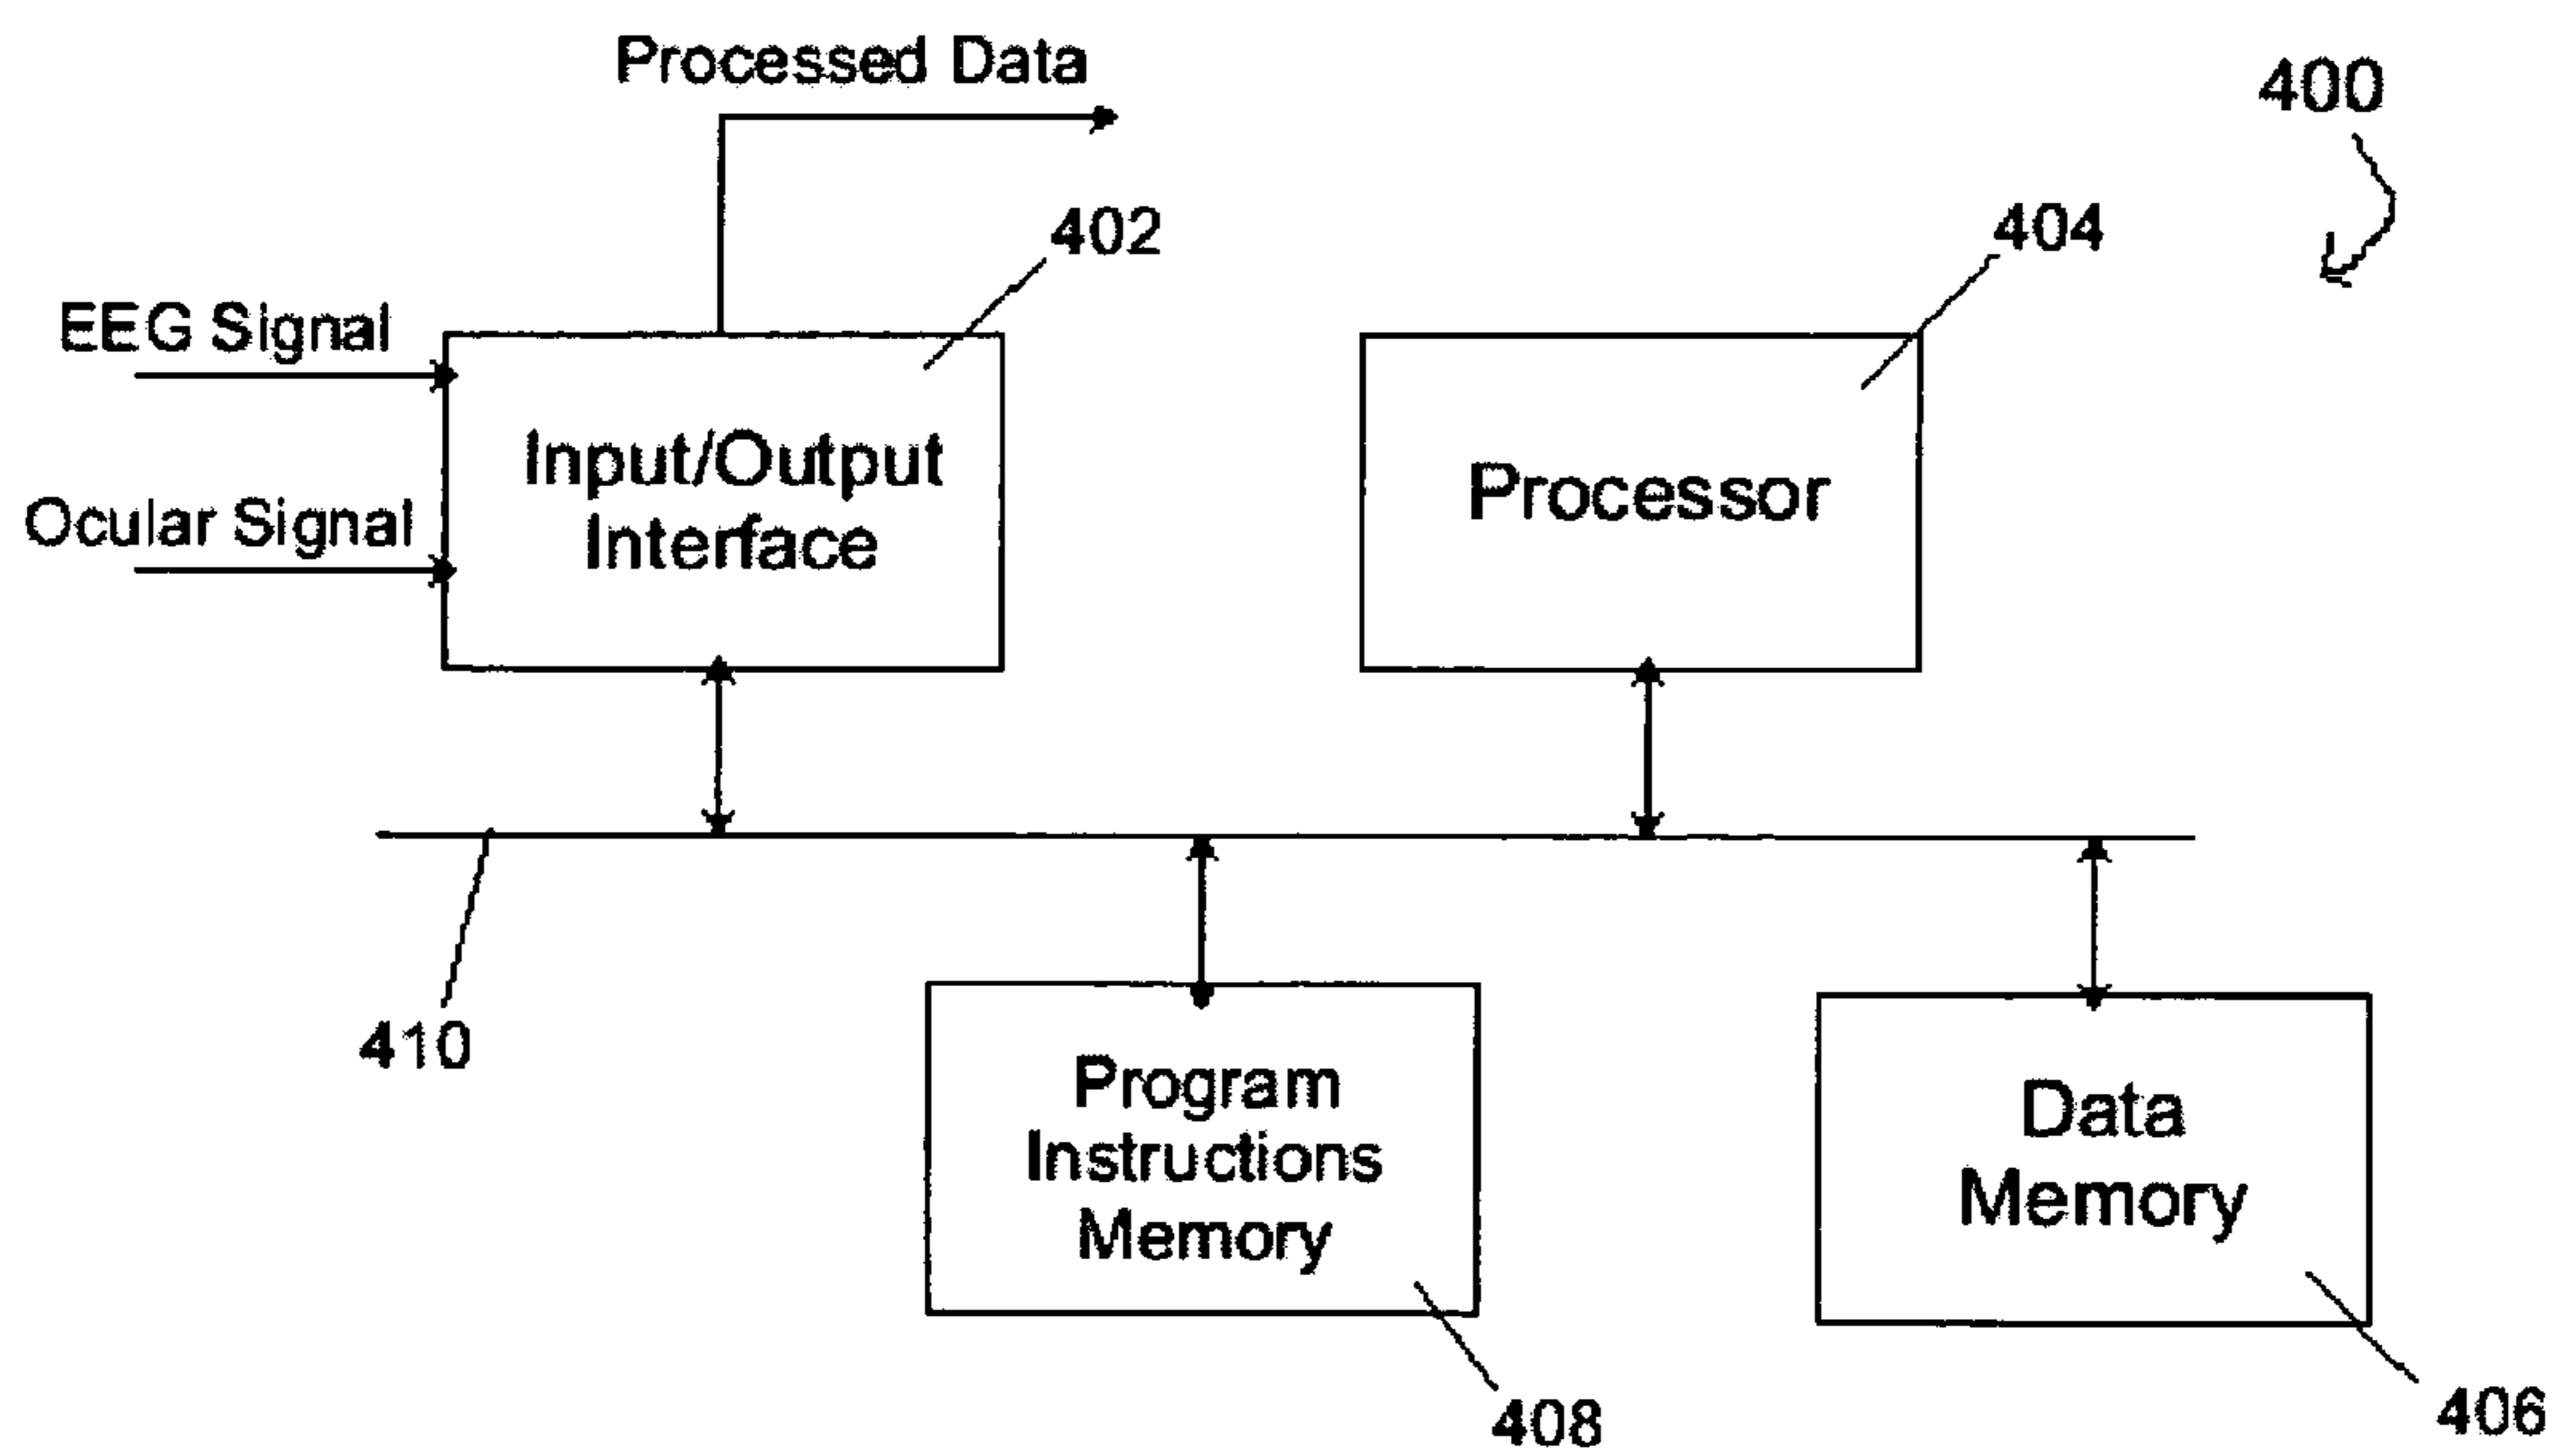 Processed Data
400
402
404
EEG Signal
Input/Output
Interface
Processor
Ocular Signal
410
Program
Instructions
Memory
Data
Memory
408
406